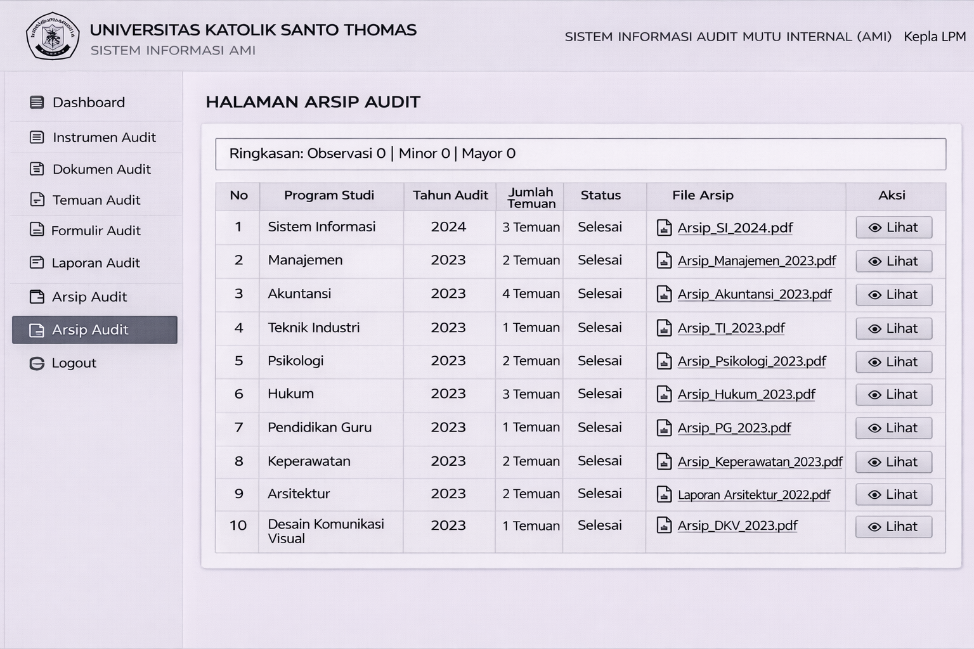 UNIVERSITAS KATOLIK SANTO THOMAS
SISTEM INFORMASI AMI
SISTEM INFORMASI AUDIT MUTU INTERNAL (AMI) Kepla LPM
Dashboard
Instrumen Audit
Dokumen Audit
Temuan Audit
Formulir Audit
Laporan Audit
Arsip Audit
Arsip Audit
Logout
HALAMAN ARSIP AUDIT
Ringkasan: Observasi 0 | Minor 0 | Mayor 0
No Program Studi Tahun Audit Jumlah Temuan Status File Arsip Aksi
1 Sistem Informasi 2024 3 Temuan Selesai Arsip_SI_2024.pdf Lihat
2 Manajemen 2023 2 Temuan Selesai Arsip_Manajemen_2023.pdf Lihat
3 Akuntansi 2023 4 Temuan Selesai Arsip_Akuntansi_2023.pdf Lihat
4 Teknik Industri 2023 1 Temuan Selesai Arsip_TI_2023.pdf Lihat
5 Psikologi 2023 2 Temuan Selesai Arsip_Psikologi_2023.pdf Lihat
6 Hukum 2023 3 Temuan Selesai Arsip_Hukum_2023.pdf Lihat
7 Pendidikan Guru 2023 1 Temuan Selesai Arsip_PG_2023.pdf Lihat
8 Keperawatan 2023 2 Temuan Selesai Arsip_Keperawatan_2023.pdf Lihat
9 Arsitektur 2023 2 Temuan Selesai Laporan Arsitektur_2022.pdf Lihat
10 Desain Komunikasi Visual 2023 1 Temuan Selesai Arsip_DKV_2023.pdf Lihat